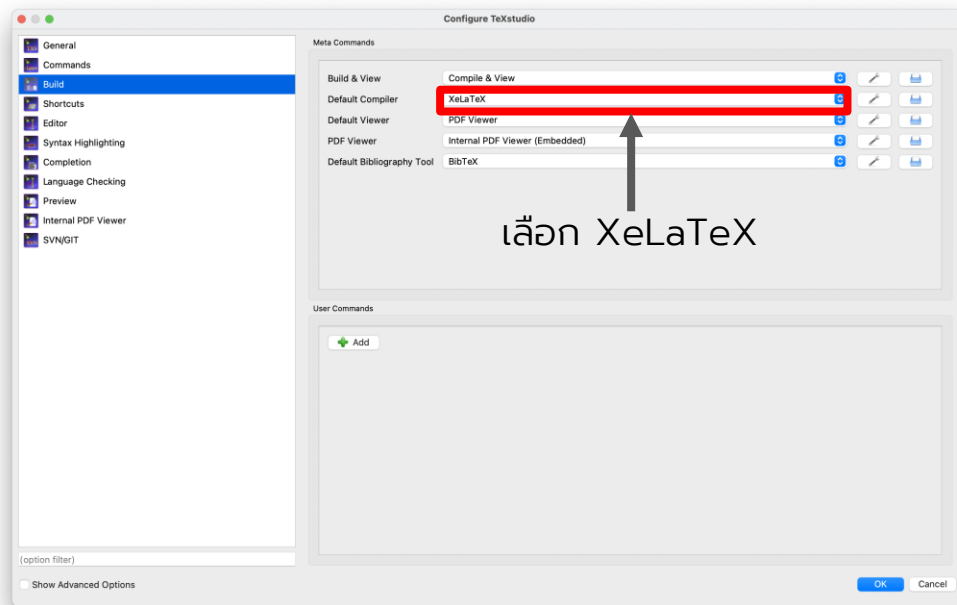 Configure TeXstudio
General
Commands
Build
Shortcuts
Editor
Syntax Highlighting
Completion
Language Checking
Preview
Internal PDF Viewer
SVN/GIT
(option filter)
Show Advanced Options
Meta Commands
Build & View Compile & View
Default Compiler XeLaTeX
Default Viewer PDF Viewer
PDF Viewer Internal PDF Viewer (Embedded)
Default Bibliography Tool BibTeX
เลือก XeLaTeX
User Commands
Add
OK Cancel